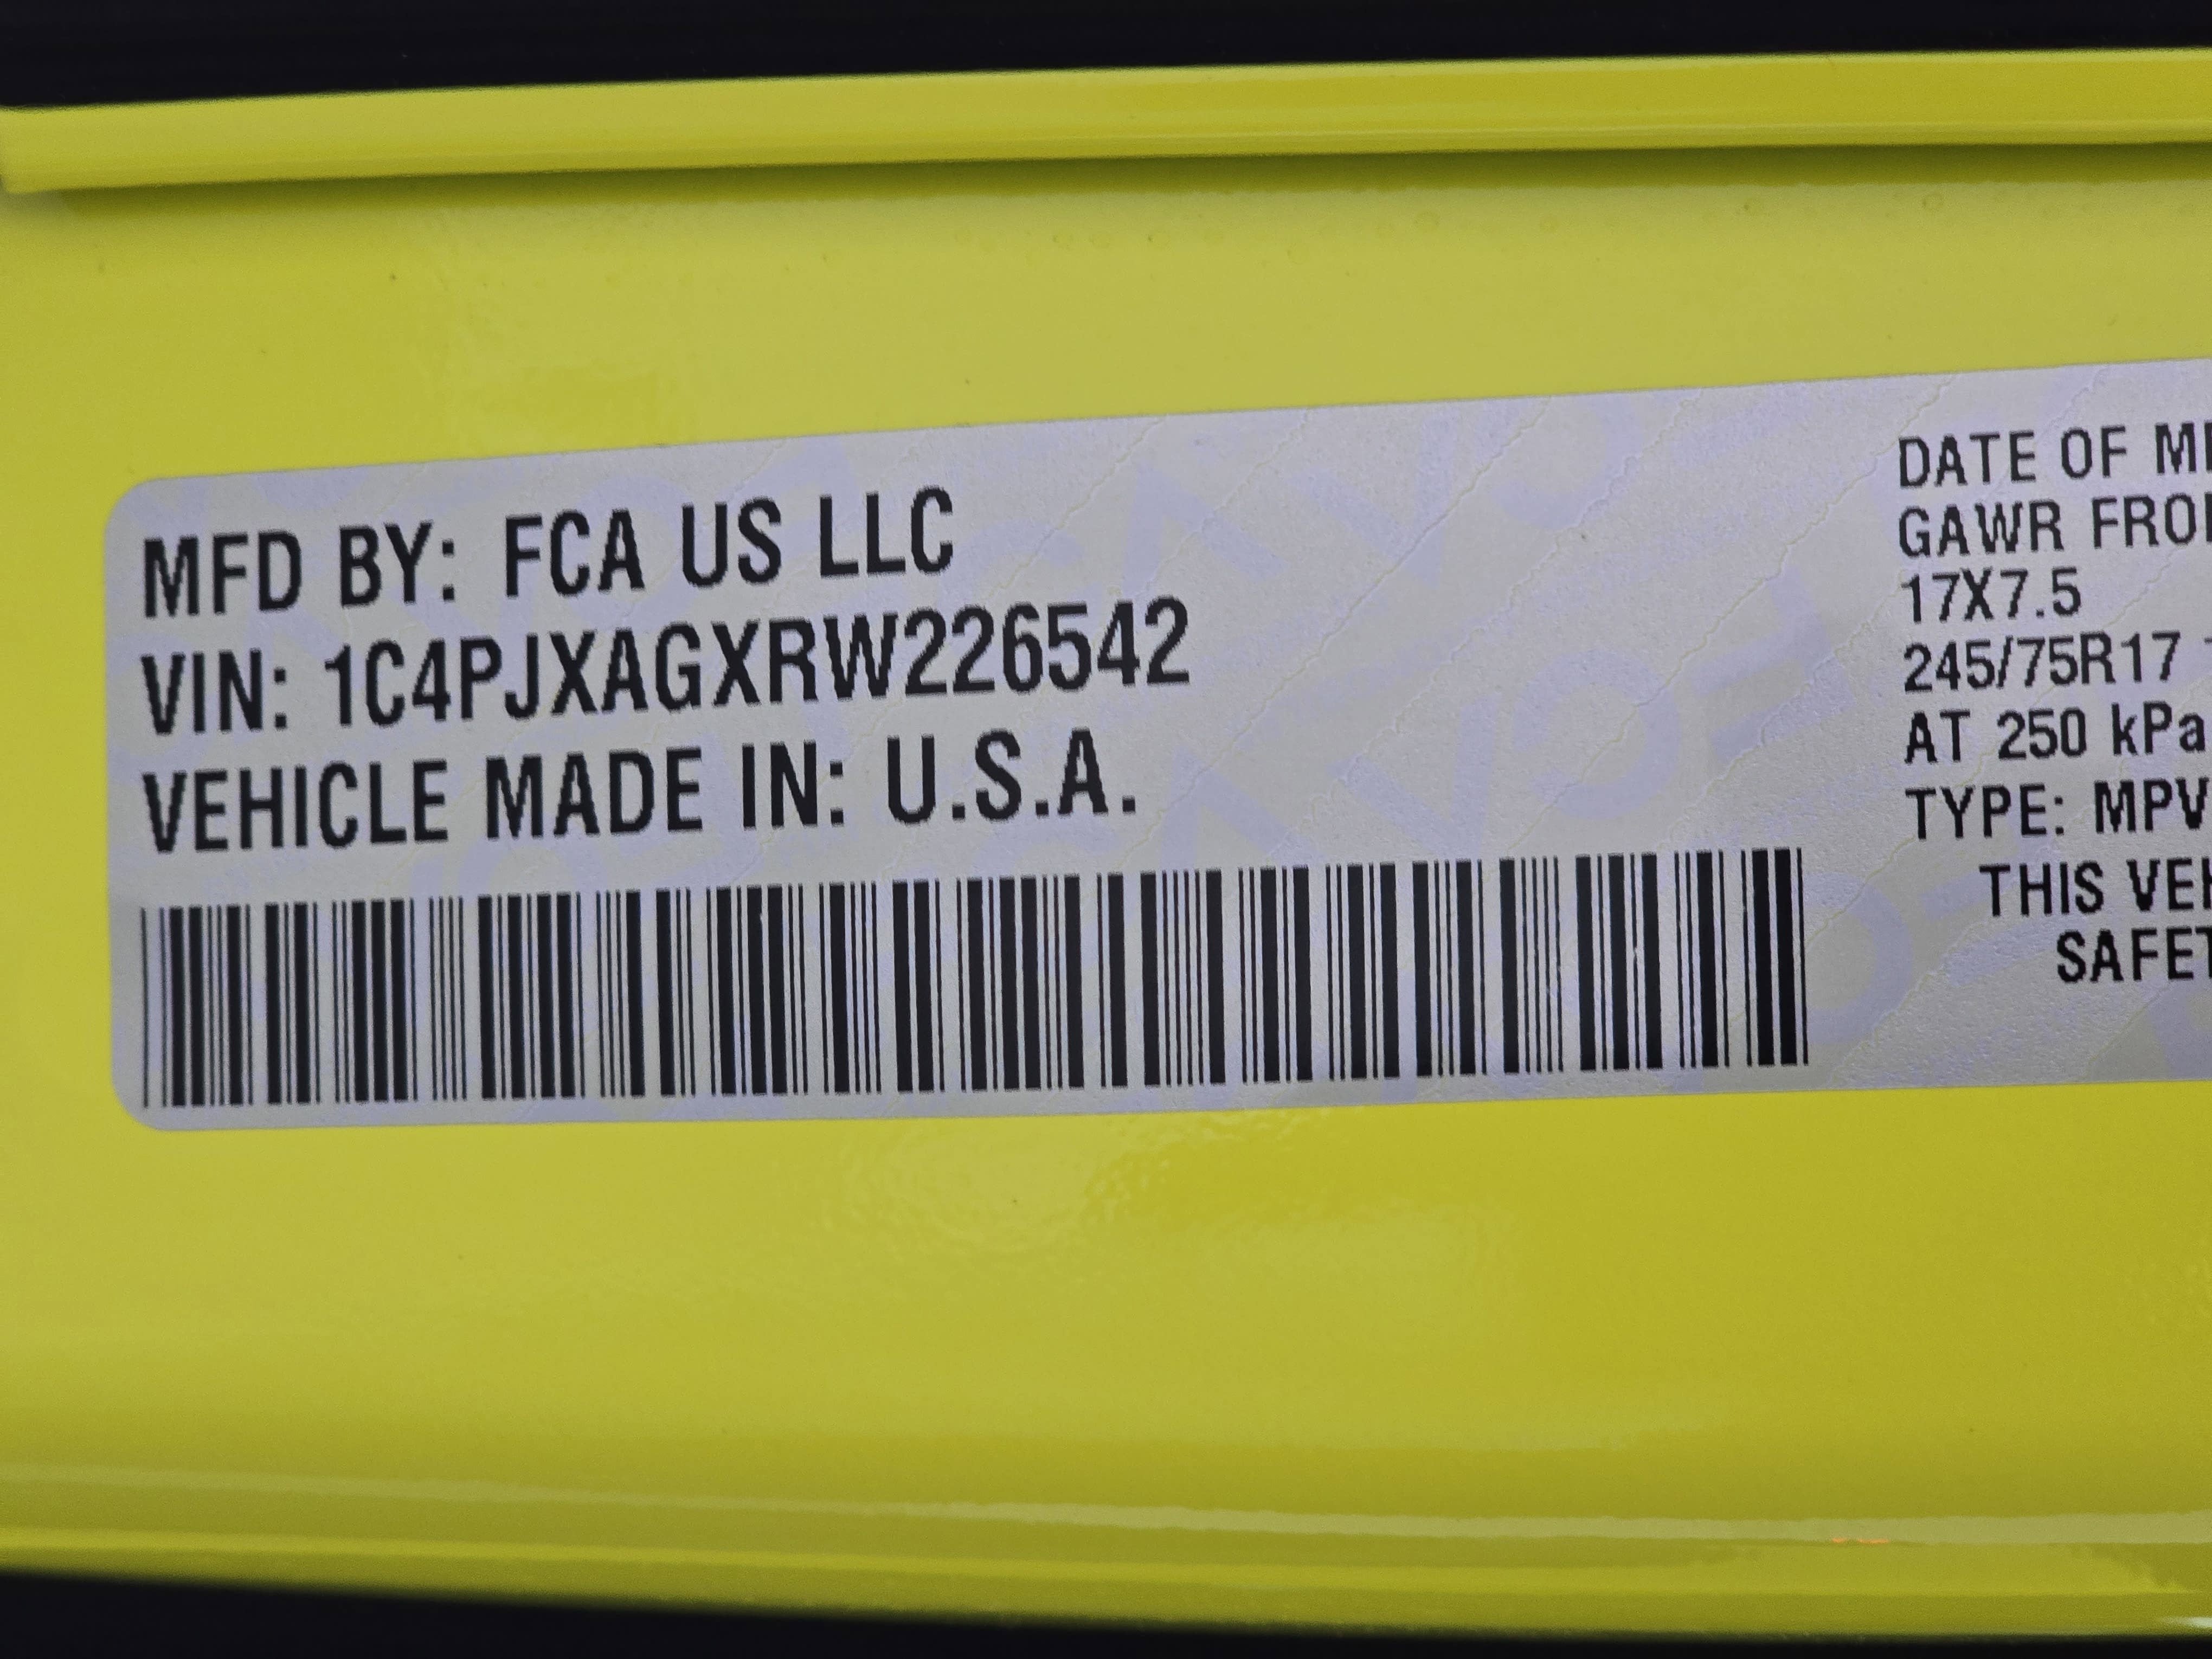 MFD BY: FCA US LLC
VIN: 1C4PJXAGXRW226542
VEHICLE MADE IN: U.S.A.
DATE OF
GAWR
17X7.5
245/75R17
AT 250 kPa
TYPE: MPV
THIS